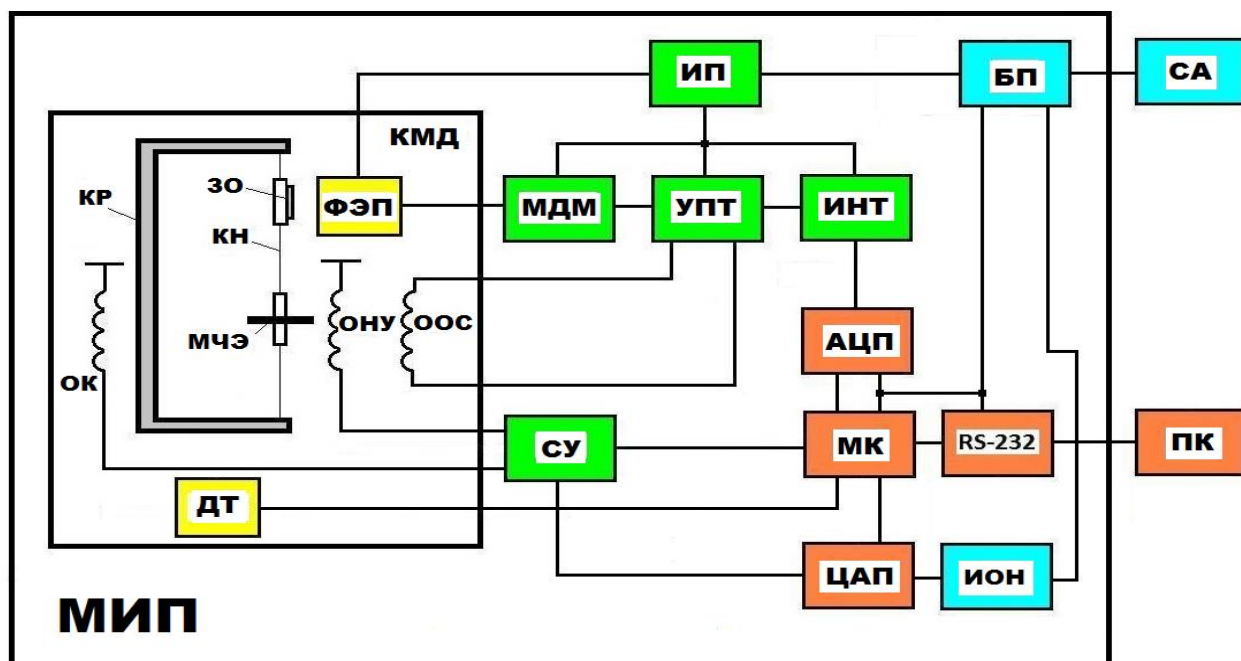 ИП
БП
СА
КМД
ЗО
КР
ФЭП
МДМ
УПТ
ИНТ
КН
МЧЭ
ОНУ
ООС
АЦП
ОК
СУ
МК
RS-232
ПК
ДТ
ЦАП
ИОН
МИП